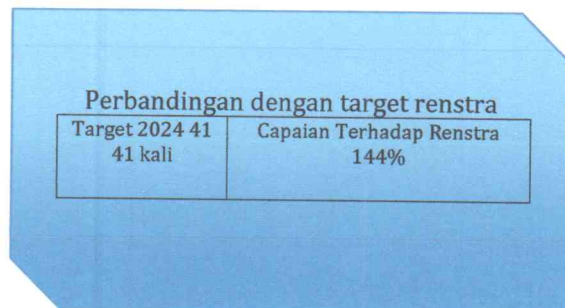 Perbandingan dengan target renstra
Target 2024 41 Capaian Terhadap Renstra
41 kali 144%